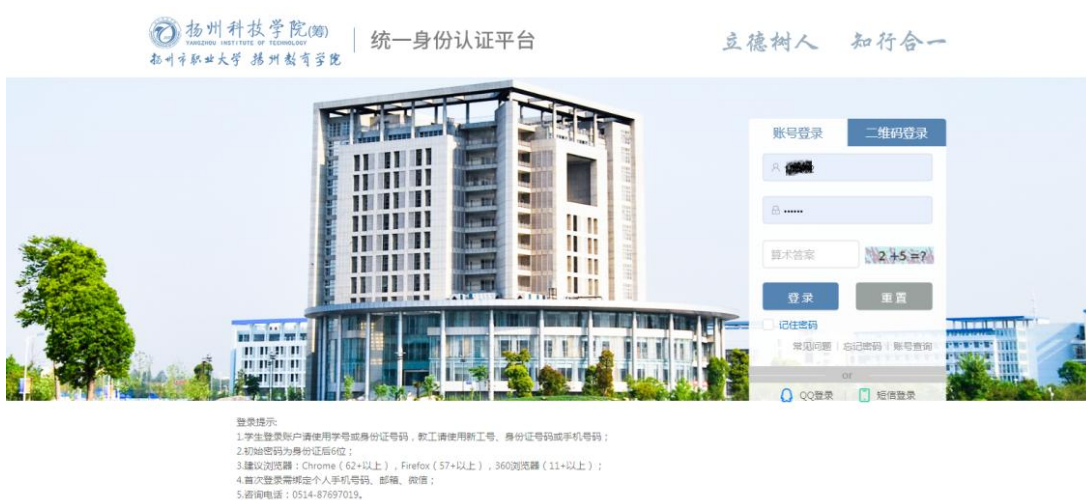 扬州科技学院(筹)
YANGZHOU INSTITUTE OF TECHNOLOGY
扬州市职业大学 扬州教育学院
统一身份认证平台
立德树人 知行合一
账号登录 二维码登录
••••••
算术答案 2+5=?
登录 重置
记住密码
常见问题 | 忘记密码 | 账号查询
or
QQ登录 | 短信登录
登录提示:
1.学生登录账户请使用学号或身份证号码，教工请使用新工号、身份证号码或手机号码；
2.初始密码为身份证后6位；
3.建议浏览器：Chrome（62+以上），Firefox（57+以上），360浏览器（11+以上）；
4.首次登录需绑定个人手机号码、邮箱、微信；
5.咨询电话：0514-87697019。